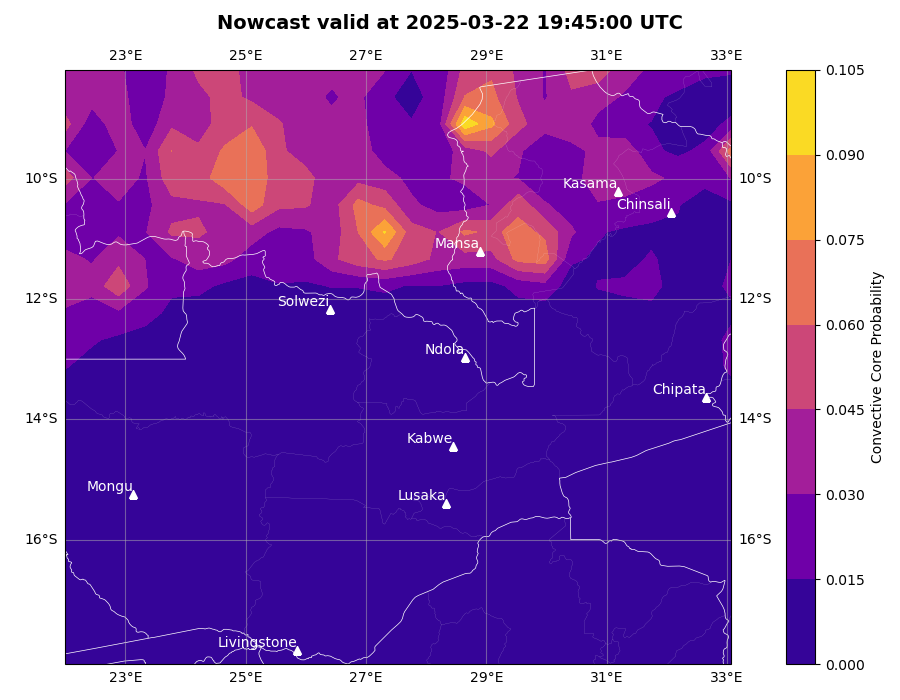 Nowcast valid at 2025-03-22 19:45:00 UTC
23°E 25°E 27°E 29°E 31°E 33°E
0.105
0.090
10°S Kasama 10°S
Chinsali
0.075
Mansa
12°S Solwezi 12°S
0.060
Ndola
Chipata
0.045
14°S 14°S
Kabwe
Mongu Lusaka
0.030
16°S 16°S
0.015
Livingstone
0.000
23°E 25°E 27°E 29°E 31°E 33°E
Convective Core Probability